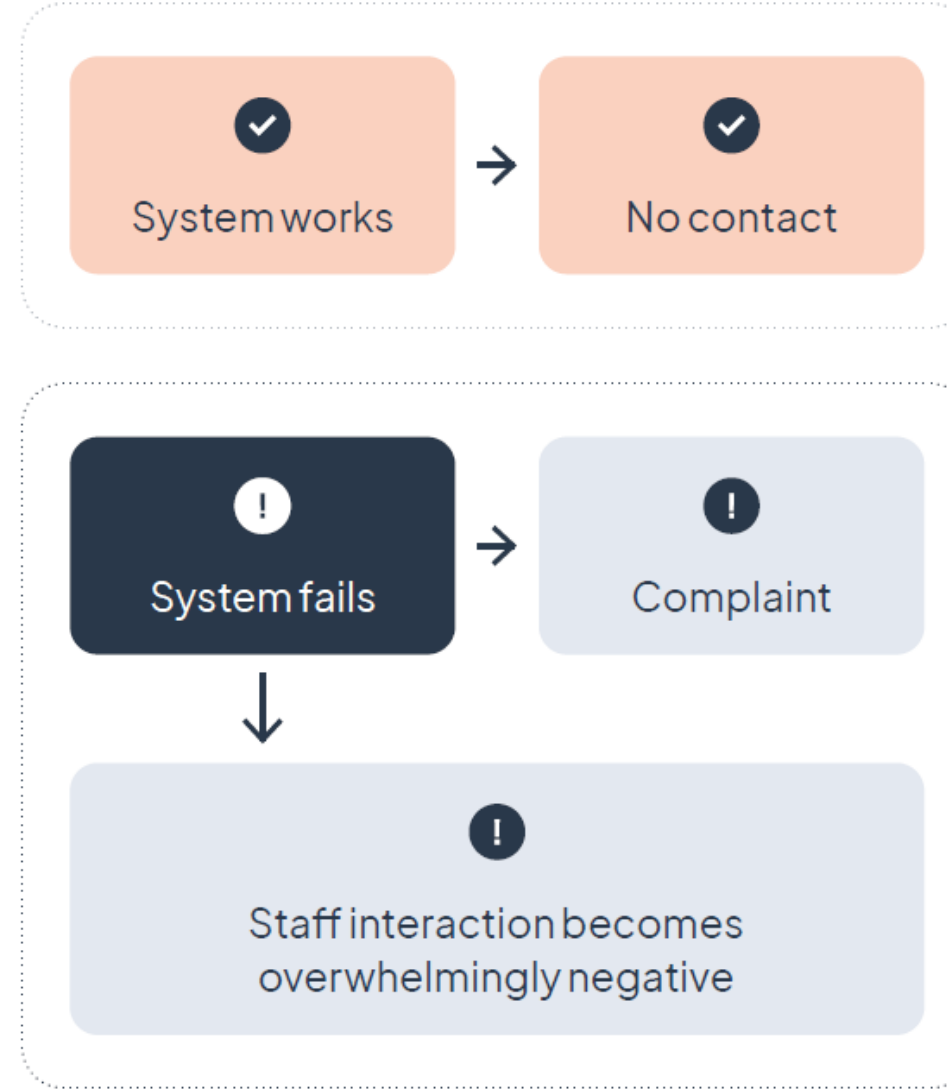 System works
No contact
System fails
Complaint
Staff interaction becomes
overwhelmingly negative